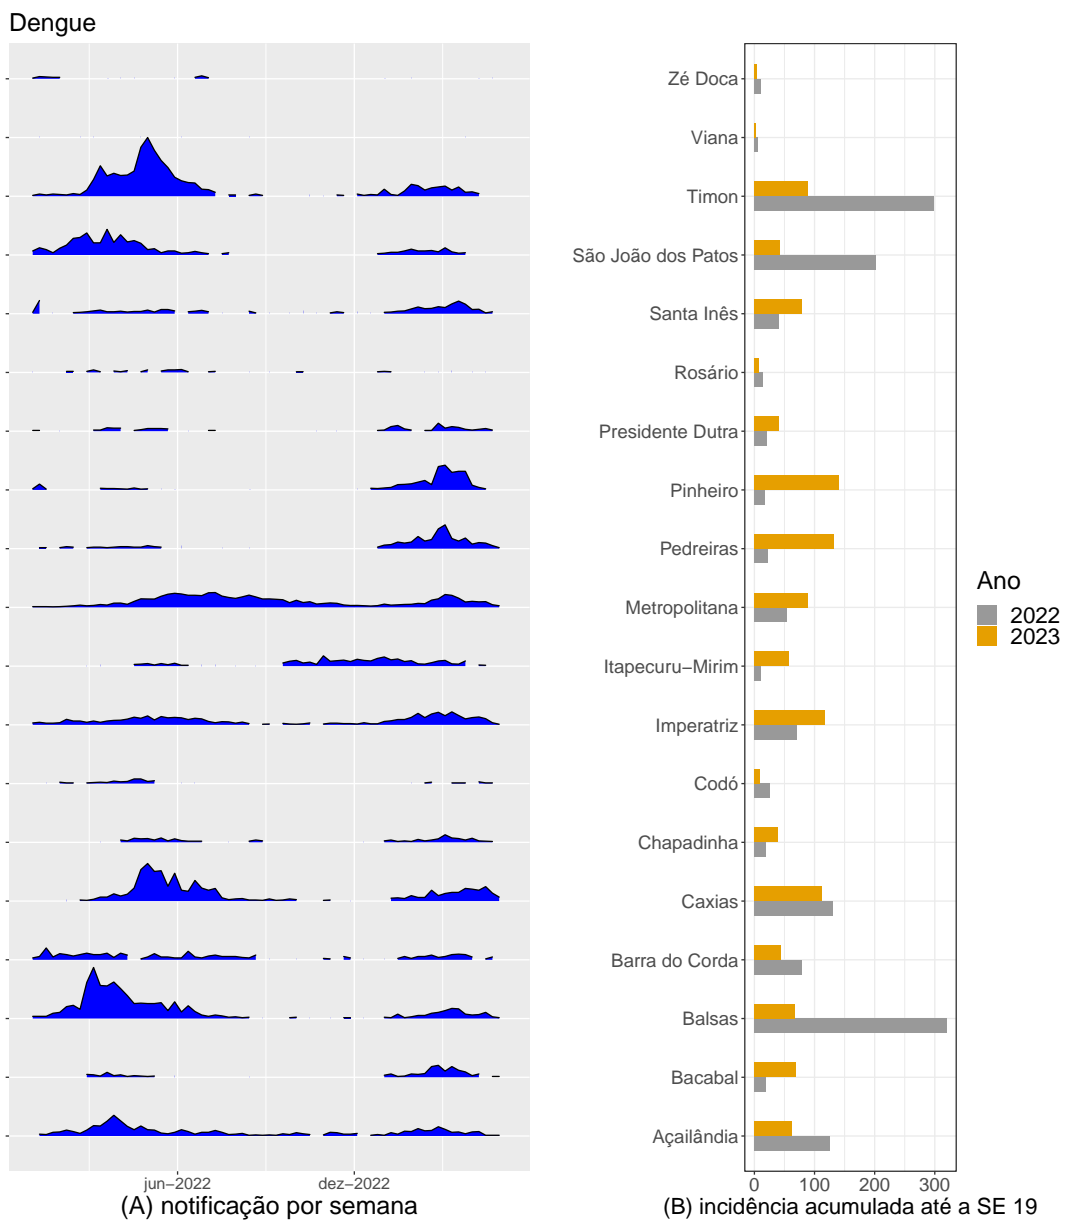 Dengue
Zé Doca
Viana
Timon
São João dos Patos
Santa Inês
Rosário
Presidente Dutra
Pinheiro
Pedreiras
Metropolitana
Itapecuru−Mirim
Imperatriz
Codó
Chapadinha
Caxias
Barra do Corda
Balsas
Bacabal
Açailândia
Ano
2022
2023
jun−2022 dez−2022
0 100 200 300
(A) notificação por semana
(B) incidência acumulada até a SE 19